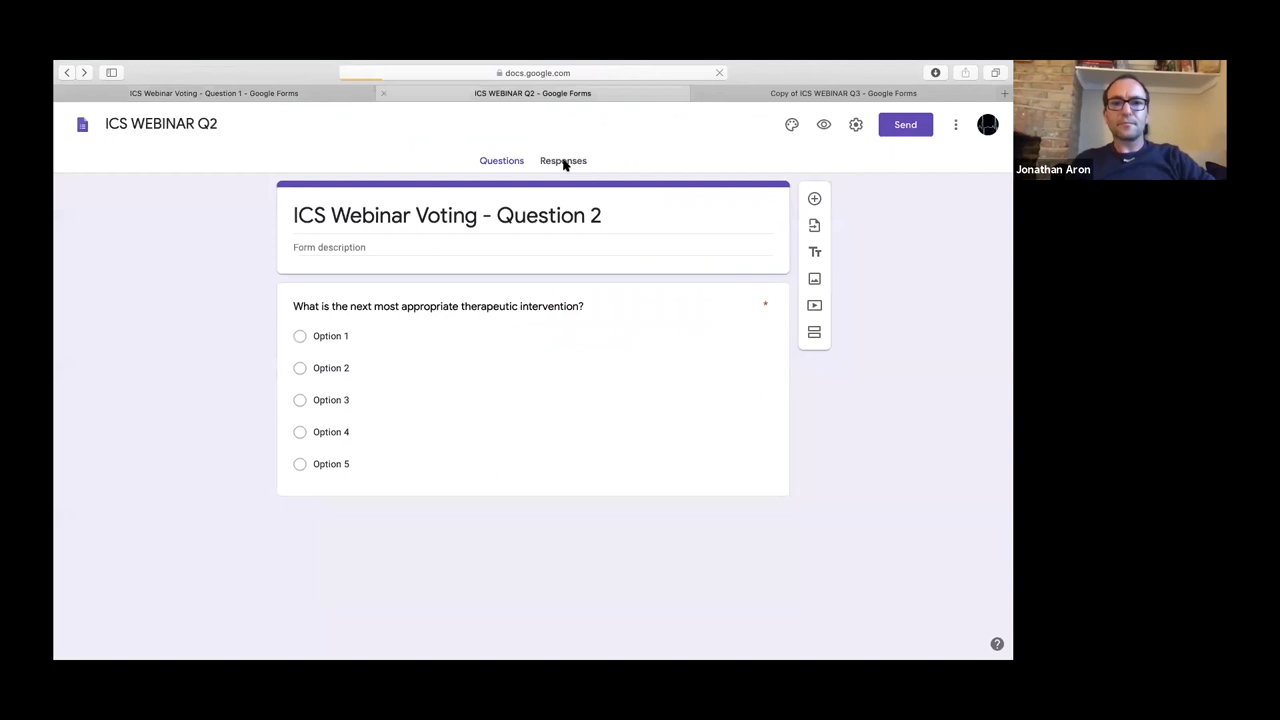 docs.google.com
ICS Webinar Voting - Question 1 - Google Forms
ICS WEBINAR Q2 - Google Forms
Copy of ICS WEBINAR Q3 - Google Forms
ICS WEBINAR Q2
Send
Questions
Responses
ICS Webinar Voting - Question 2
Form description
What is the next most appropriate therapeutic intervention?
*
Option 1
Option 2
Option 3
Option 4
Option 5
Tт
Jonathan Aron